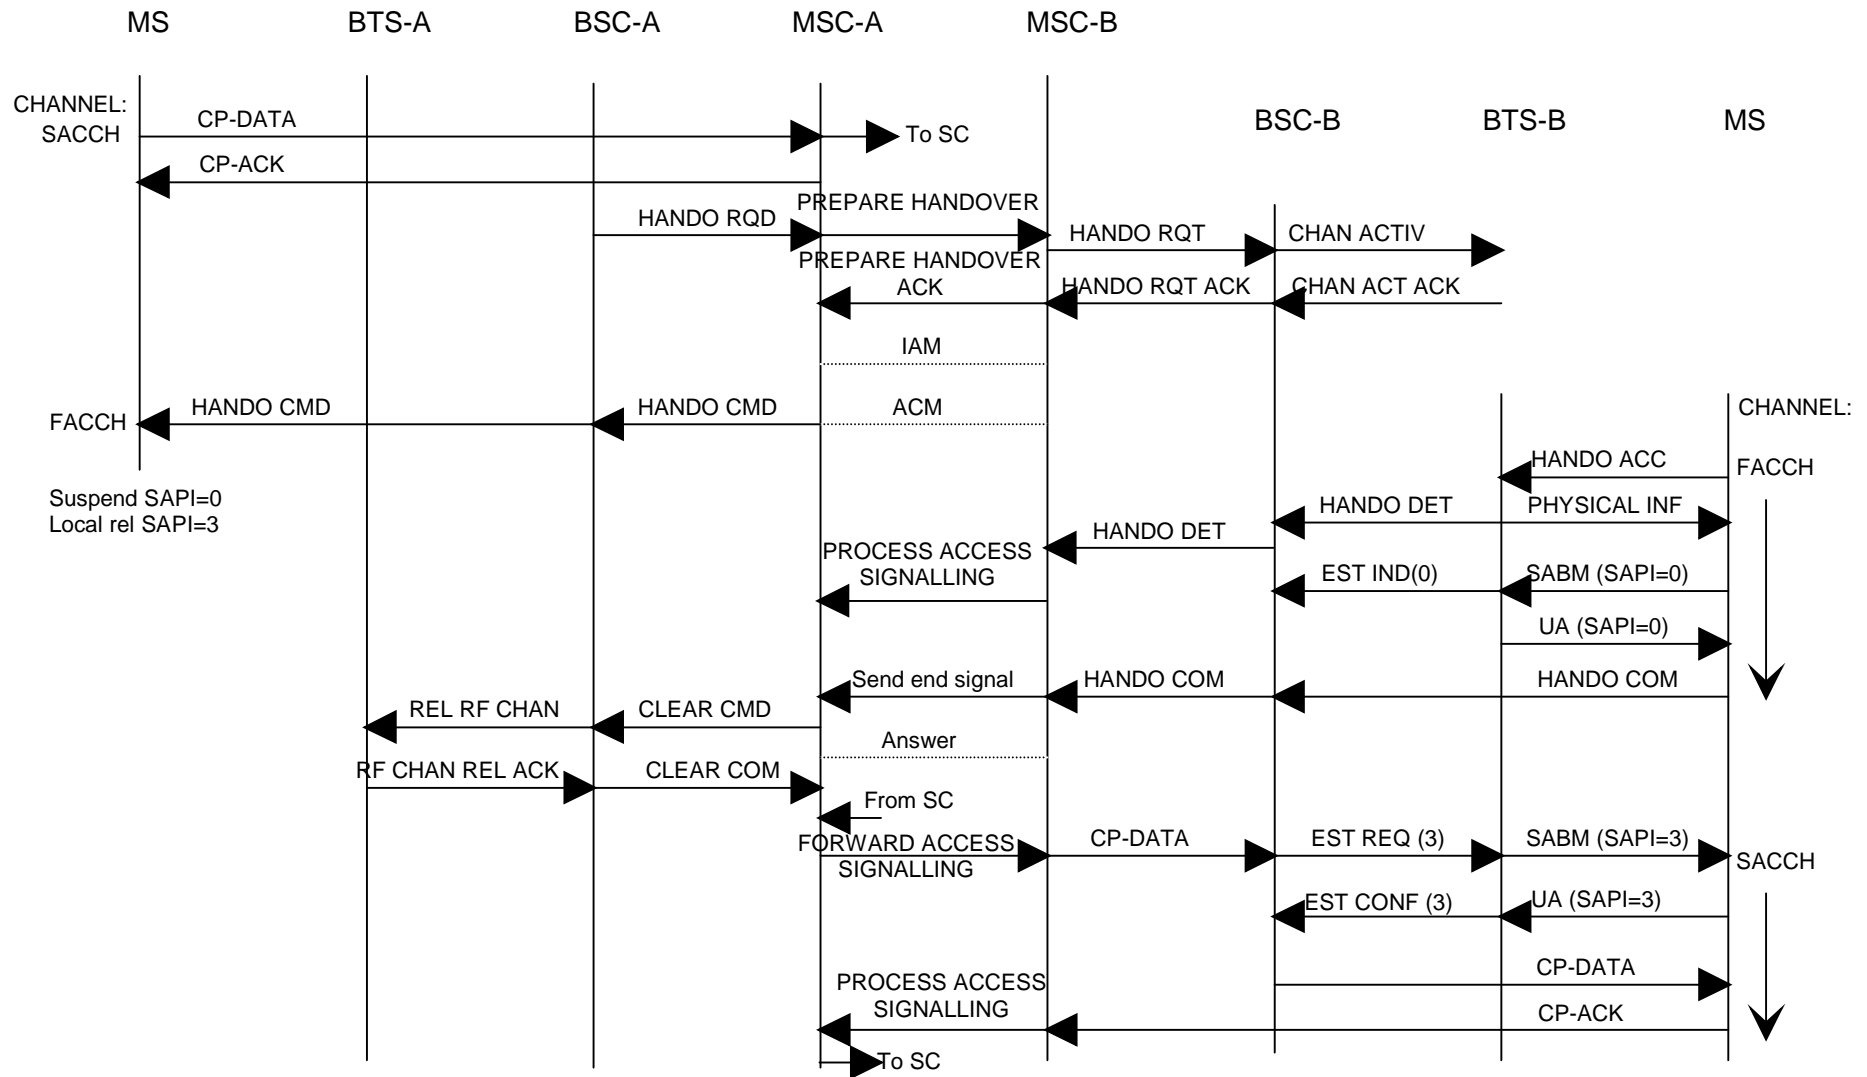 MS BTS-A BSC-A MSC-A MSC-B
CHANNEL:
SACCH CP-DATA To SC
BSC-B BTS-B MS
CP-ACK
PREPARE HANDOVER
HANDO RQD HANDO RQT CHAN ACTIV
PREPARE HANDOVER
ACK HANDO RQT ACK CHAN ACT ACK
IAM
FACCH HANDO CMD HANDO CMD ACM CHANNEL:
HANDO ACC FACCH
Suspend SAPI=0
Local rel SAPI=3
HANDO DET PHYSICAL INF
HANDO DET
PROCESS ACCESS
SIGNALLING EST IND(0) SABM (SAPI=0)
UA (SAPI=0)
Send end signal HANDO COM HANDO COM
REL RF CHAN CLEAR CMD
Answer
RF CHAN REL ACK CLEAR COM
From SC
FORWARD ACCESS CP-DATA EST REQ (3) SABM (SAPI=3)
SIGNALLING SACCH
EST CONF (3) UA (SAPI=3)
CP-DATA
PROCESS ACCESS
SIGNALLING CP-ACK
To SC